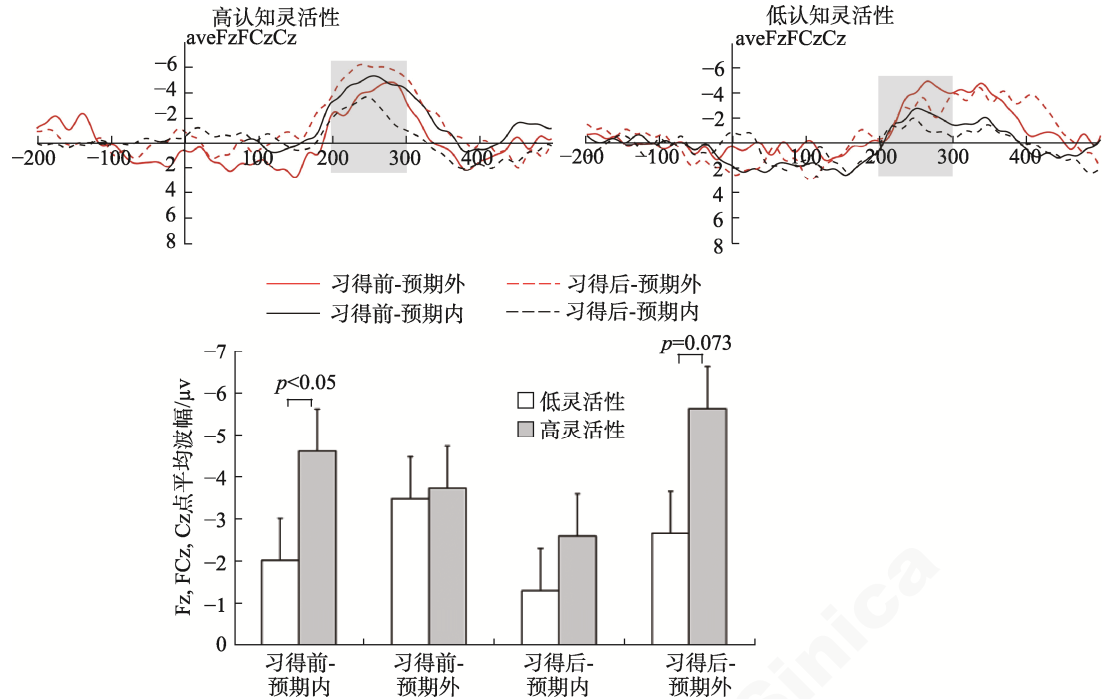 高认知灵活性
aveFzFCzCz
−6
−4
−2
−200
−100
100
200
300
400
2
4
6
8
低认知灵活性
aveFzFCzCz
−6
−4
−2
−200
−100
100
200
300
400
2
4
6
8
习得前-预期外
习得后-预期外
习得前-预期内
习得后-预期内
Fz, FCz, Cz点平均波幅/μv
−7
−6
−5
−4
−3
−2
−1
0
p<0.05
p=0.073
低灵活性
高灵活性
习得前-
预期内
习得前-
预期外
习得后-
预期内
习得后-
预期外
Sinica